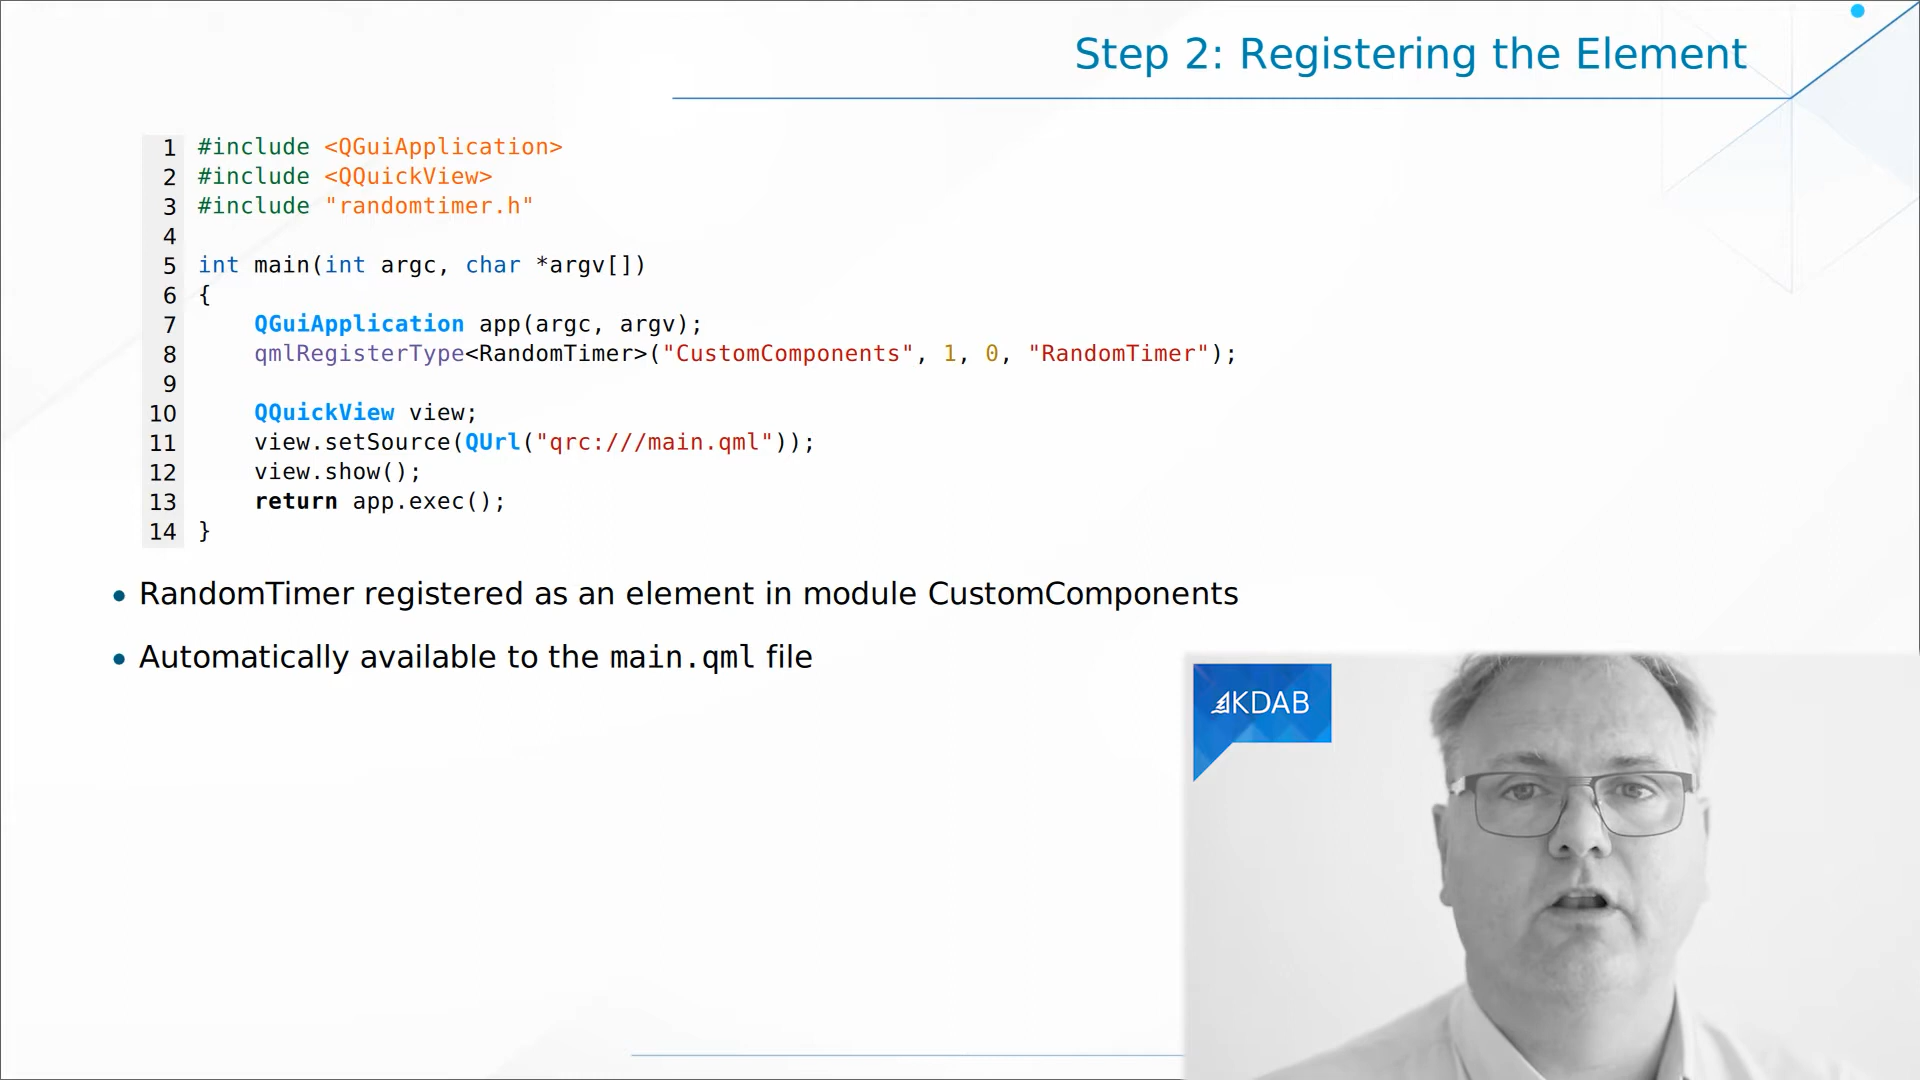 Step 2: Registering the Element
1 #include <QGuiApplication>
2 #include <QQuickView>
3 #include "randomtimer.h"
4
5 int main(int argc, char *argv[])
6 {
7     QGuiApplication app(argc, argv);
8     qmlRegisterType<RandomTimer>("CustomComponents", 1, 0, "RandomTimer");
9
10     QQuickView view;
11     view.setSource(QUrl("qrc:///main.qml"));
12     view.show();
13     return app.exec();
14 }
• RandomTimer registered as an element in module CustomComponents
• Automatically available to the main.qml file
KDAB